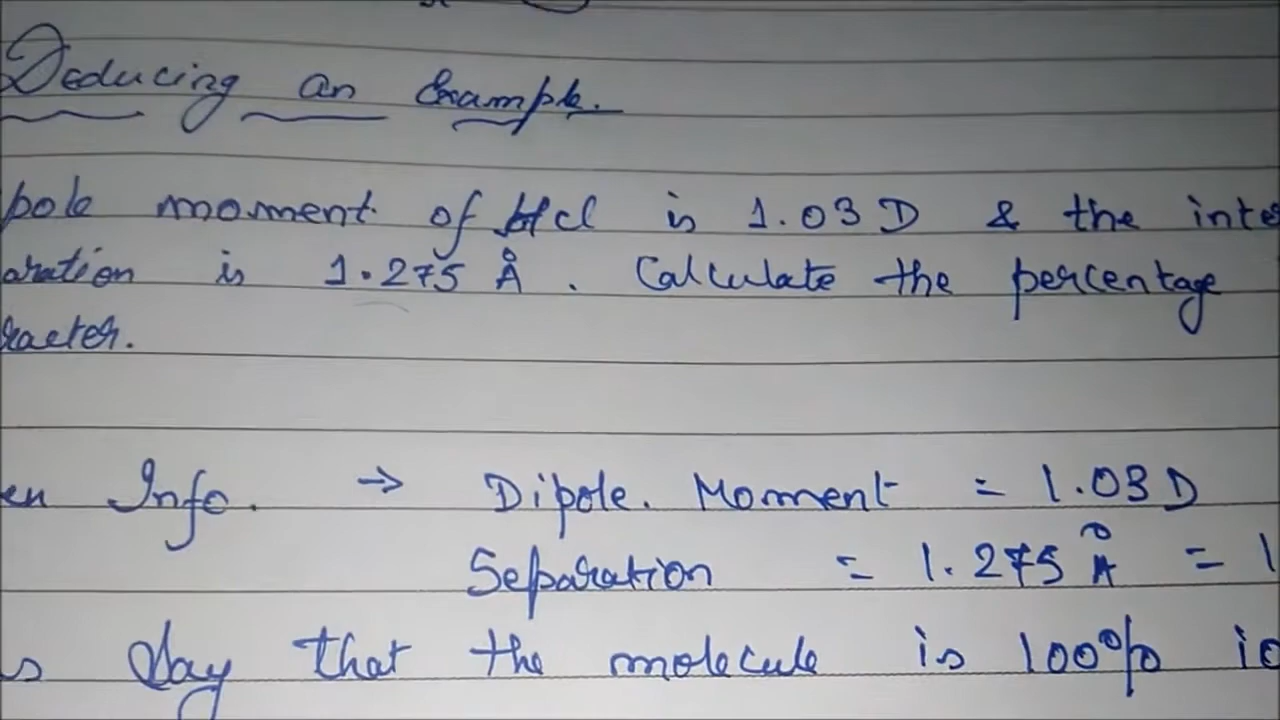 Deducing an Example.
pole moment of HCl is 1.03 D & the inte
aration is 1.275 Å . Calculate the percentage
racter.
en Info. → Dipole. Moment = 1.03 D
Separation = 1.275 Å = 1
s say that the molecule is 100% io